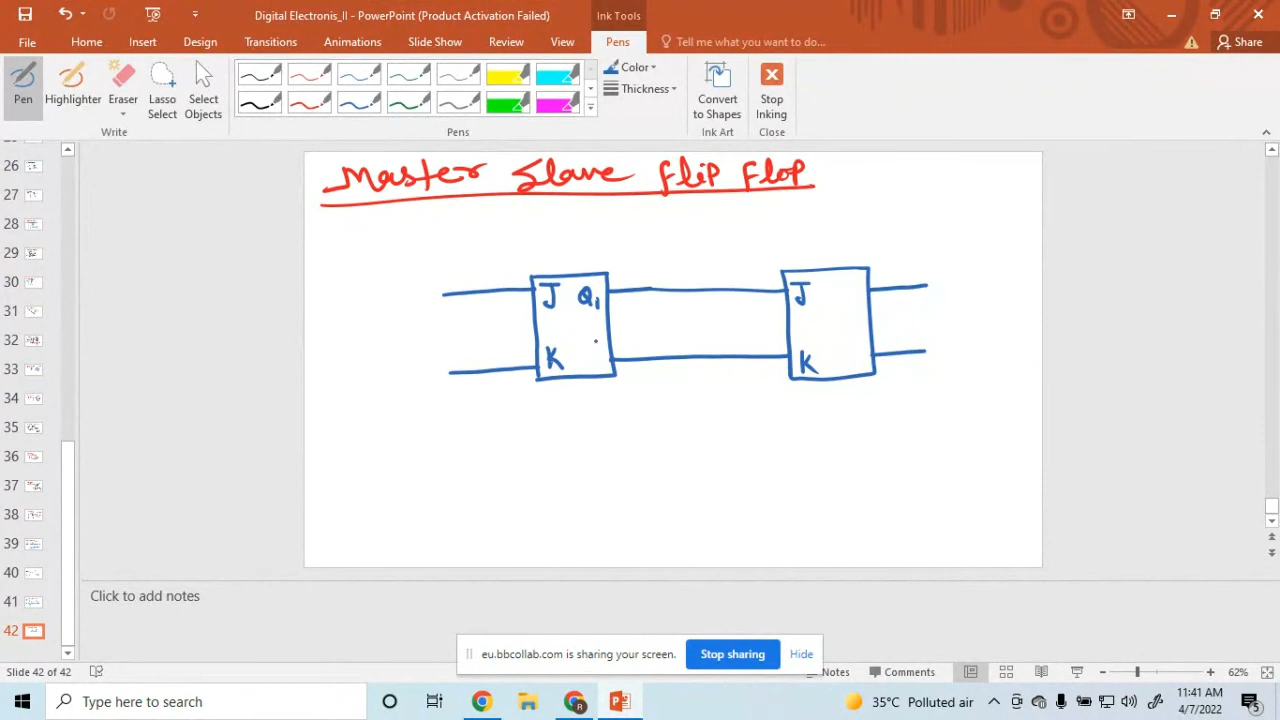 Digital Electronis_II - PowerPoint (Product Activation Failed)
Ink Tools
File Home Insert Design Transitions Animations Slide Show Review View Pens Tell me what you want to do... Share
Pen Highlighter Eraser Lasso Select Select Objects
Color
Thickness
Convert to Shapes
Stop Inking
Write Pens Ink Art Close
26
27
28
29
30
31
32
33
34
35
36
37
38
39
40
41
42
Master Slave Flip Flop
J Q1 J
K K
Click to add notes
eu.bbcollab.com is sharing your screen. Stop sharing Hide
Slide 42 of 42 Notes Comments 62%
Type here to search R 35°C Polluted air 11:41 AM
4/7/2022 5